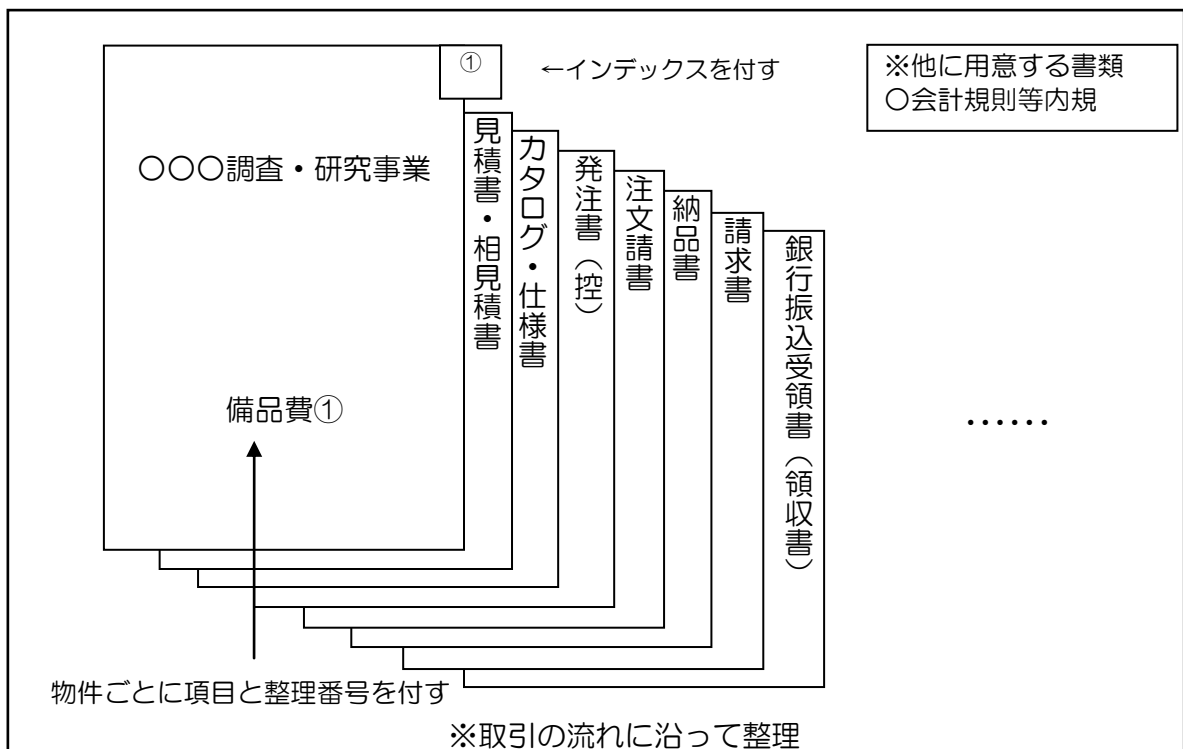 ①
←インデックスを付す
※他に用意する書類
〇会計規則等内規
〇〇〇調査・研究事業
備品費①
見積書・相見積書
カタログ・仕様書
発注書（控）
注文請書
納品書
請求書
銀行振込受領書（領収書）
……
物件ごとに項目と整理番号を付す
※取引の流れに沿って整理